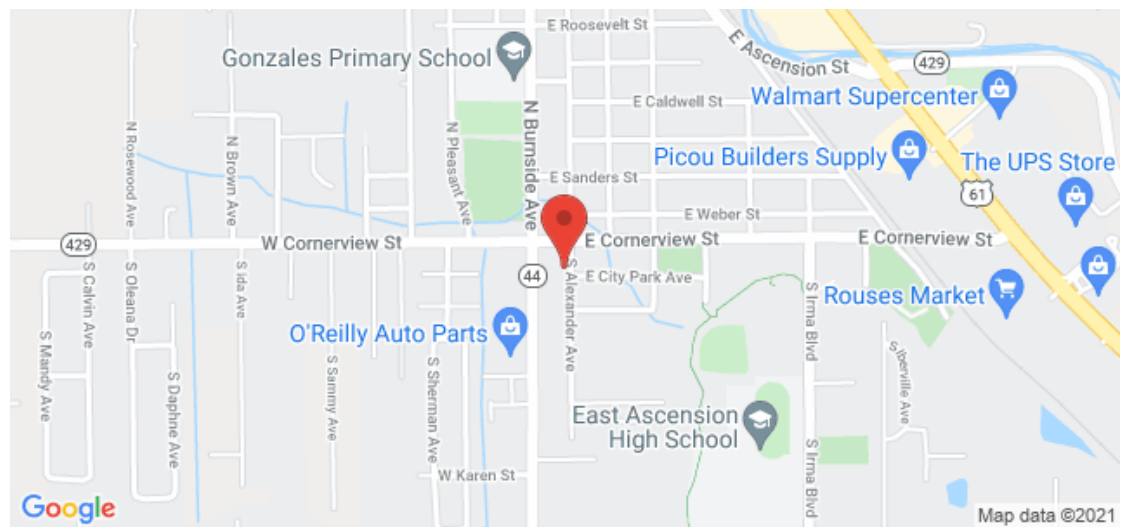 E Roosevelt St
Gonzales Primary School
E Ascension St
429
Walmart Supercenter
E Caldwell St
N Rosewood Ave
N Brown Ave
N Pleasant Ave
N Burnside Ave
Picou Builders Supply
The UPS Store
E Sanders St
61
E Weber St
429
W Cornerview St
E Cornerview St
E Cornerview St
44
S Alexander Ave
E City Park Ave
S Calvin Ave
S Oleana Dr
S Ida Ave
S Irma Blvd
Rouses Market
O'Reilly Auto Parts
S Mandy Ave
S Daphne Ave
S Sammy Ave
S Sherman Ave
S Iberville Ave
East Ascension
High School
S Irma Blvd
W Karen St
Google
Map data ©2021